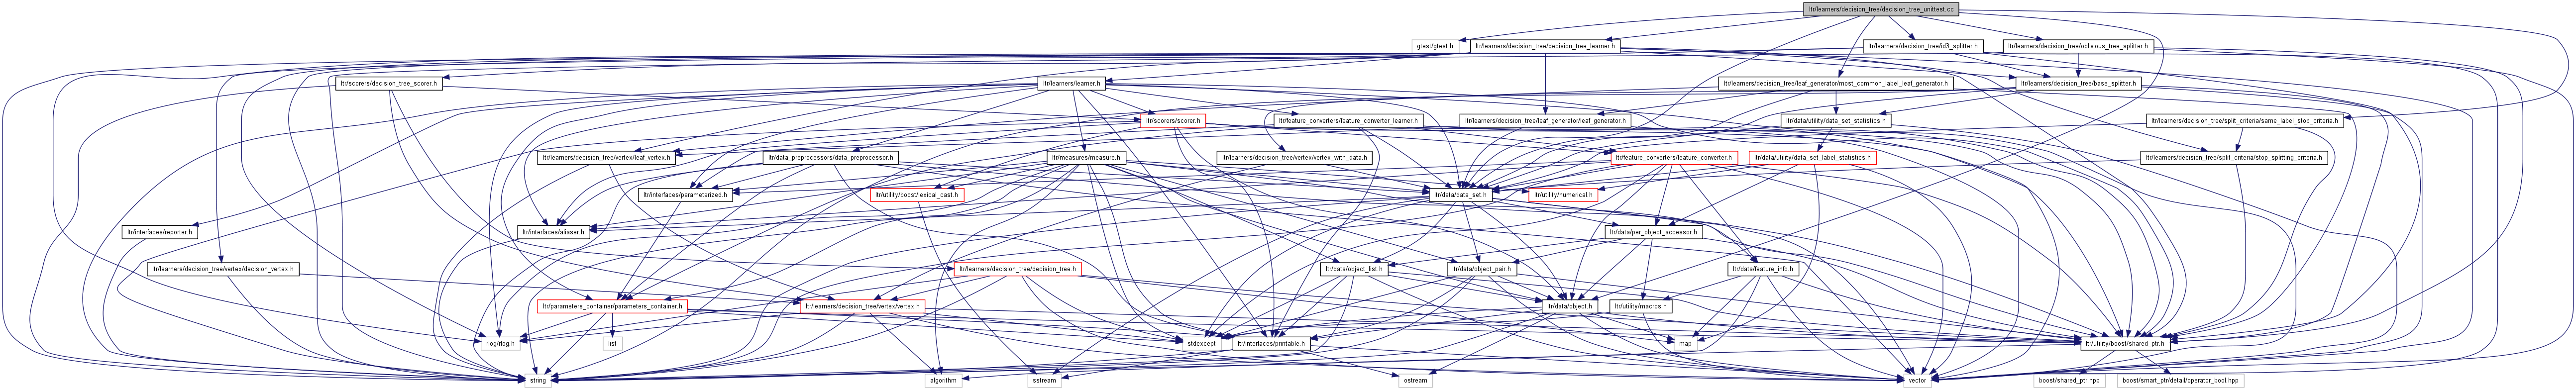 ltr/learners/decision_tree/decision_tree_unittest.cc
gtest/gtest.h
ltr/learners/decision_tree/decision_tree_learner.h
ltr/learners/decision_tree/id3_splitter.h
ltr/learners/decision_tree/oblivious_tree_splitter.h
ltr/scorers/decision_tree_scorer.h
ltr/learners/learner.h
ltr/learners/decision_tree/leaf_generator/most_common_label_leaf_generator.h
ltr/learners/decision_tree/base_splitter.h
ltr/scorers/scorer.h
ltr/feature_converters/feature_converter_learner.h
ltr/learners/decision_tree/leaf_generator/leaf_generator.h
ltr/data/utility/data_set_statistics.h
ltr/learners/decision_tree/split_criteria/same_label_stop_criteria.h
ltr/learners/decision_tree/vertex/leaf_vertex.h
ltr/data_preprocessors/data_preprocessor.h
ltr/measures/measure.h
ltr/learners/decision_tree/vertex/vertex_with_data.h
ltr/feature_converters/feature_converter.h
ltr/data/utility/data_set_label_statistics.h
ltr/learners/decision_tree/split_criteria/stop_splitting_criteria.h
ltr/interfaces/parameterized.h
ltr/utility/boost/lexical_cast.h
ltr/data/data_set.h
ltr/utility/numerical.h
ltr/interfaces/reporter.h
ltr/interfaces/aliaser.h
ltr/data/per_object_accessor.h
ltr/learners/decision_tree/vertex/decision_vertex.h
ltr/learners/decision_tree/decision_tree.h
ltr/data/object_list.h
ltr/data/object_pair.h
ltr/data/feature_info.h
ltr/parameters_container/parameters_container.h
ltr/learners/decision_tree/vertex/vertex.h
ltr/data/object.h
ltr/utility/macros.h
rlog/rlog.h
list
stdexcept
ltr/interfaces/printable.h
map
ltr/utility/boost/shared_ptr.h
string
algorithm
sstream
ostream
vector
boost/shared_ptr.hpp
boost/smart_ptr/detail/operator_bool.hpp